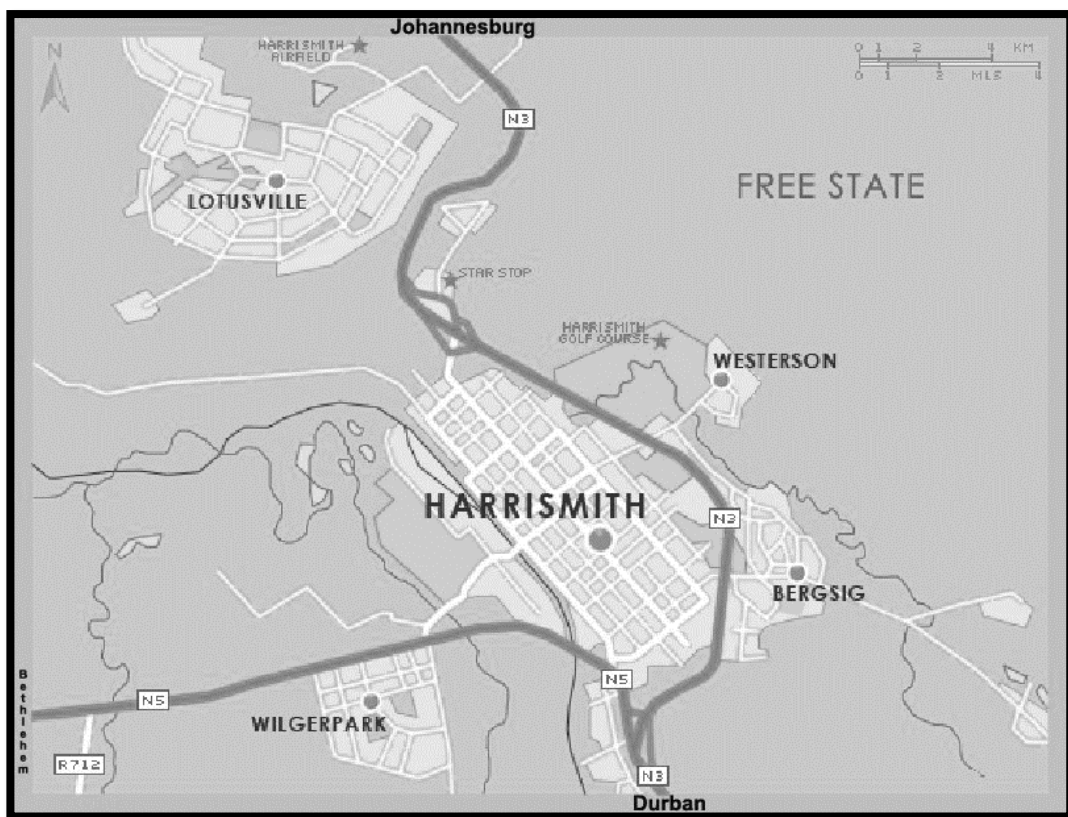 Johannesburg
N
HARRISMITH
AIRFIELD
0 1 2 4 KM
0 1 2 MLS 4
N3
FREE STATE
LOTUSVILLE
STAR STOP
HARRISMITH
GOLF COURSE
WESTERSON
HARRISMITH
N3
BERGSIG
Bethlehem
N5
N5
WILGERPARK
R712
N3
Durban